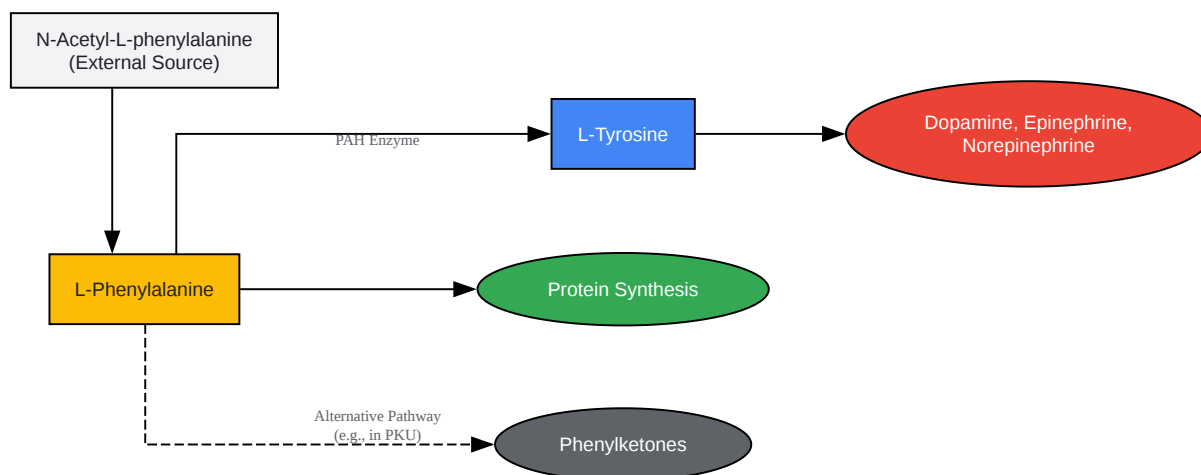 N-Acetyl-L-phenylalanine
(External Source)
PAH Enzyme
L-Tyrosine
Dopamine, Epinephrine,
Norepinephrine
L-Phenylalanine
Protein Synthesis
Alternative Pathway
(e.g., in PKU)
Phenylketones